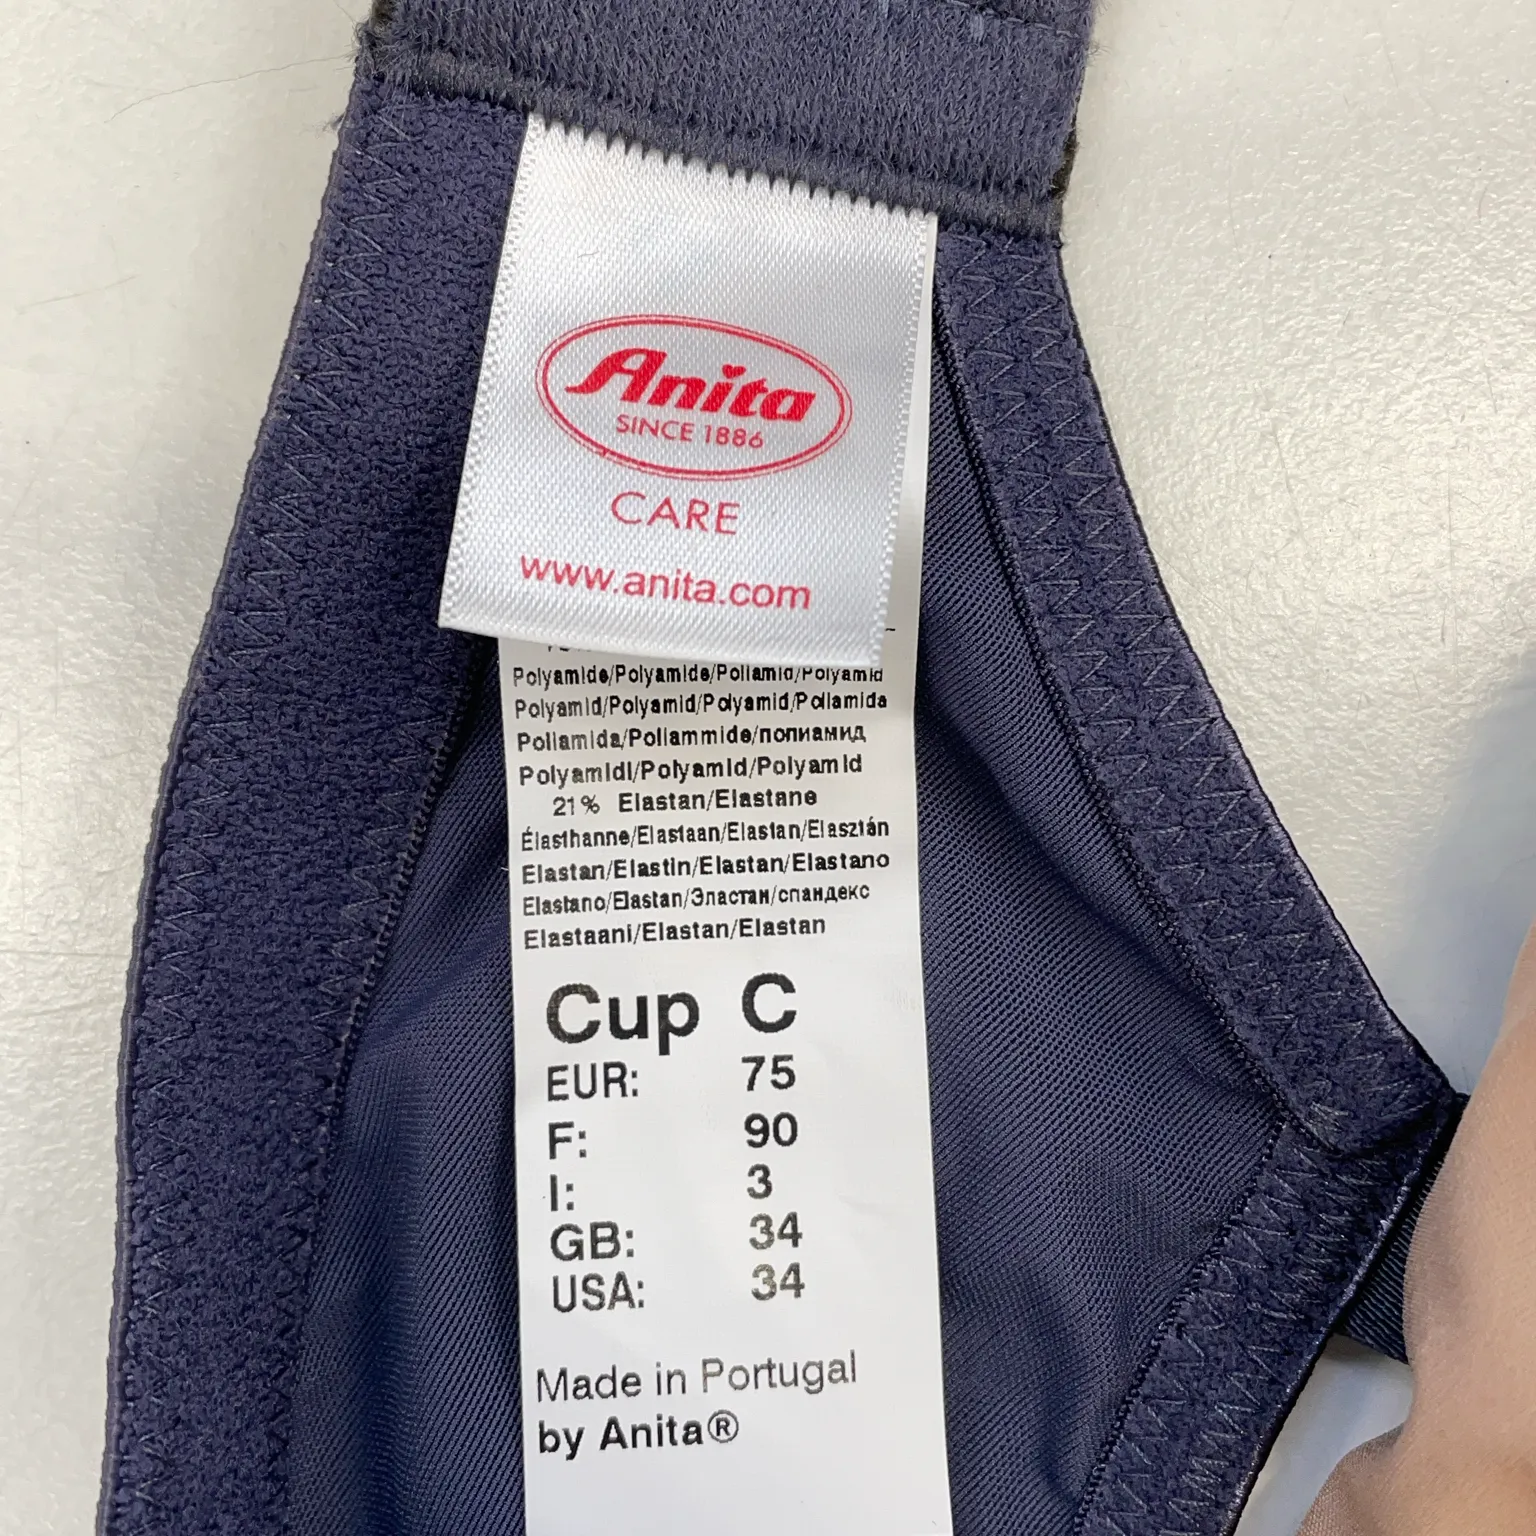 Anita
SINCE 1886
CARE
www.anita.com
Polyamide/Polyamide/Poliamid/Polyamid
Polyamid/Polyamid/Polyamid/Poliamida
Poliamida/Poliammide/полиамид
Polyamidi/Polyamid/Polyamid
21% Elastan/Elastane
Élasthanne/Elastaan/Elastan/Elasztán
Elastan/Elastin/Elastan/Elastano
Elastano/Elastan/Эластан/спандекс
Elastaani/Elastan/Elastan
Cup C
EUR: 75
F: 90
I: 3
GB: 34
USA: 34
Made in Portugal
by Anita®